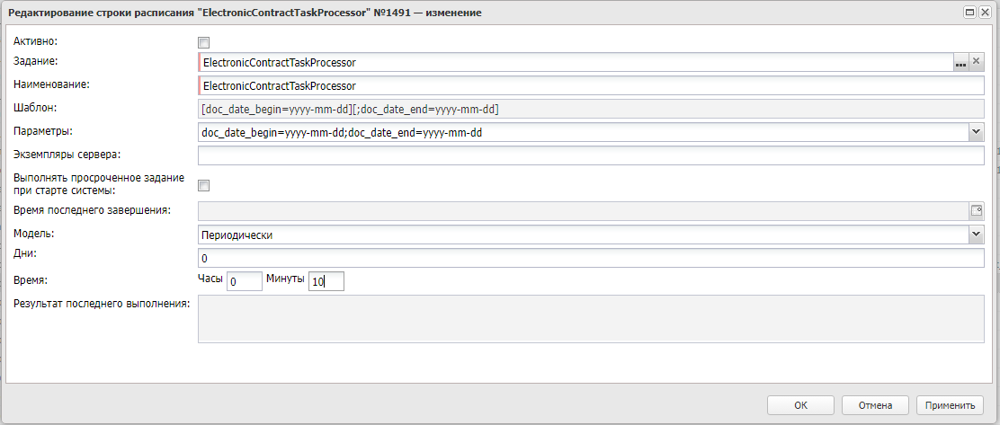 Редактирование строки расписания "ElectronicContractTaskProcessor" №1491 — изменение
Активно:
Задание: ElectronicContractTaskProcessor ...
Наименование: ElectronicContractTaskProcessor
Шаблон: [doc_date_begin=yyyy-mm-dd][;doc_date_end=yyyy-mm-dd]
Параметры: doc_date_begin=yyyy-mm-dd;doc_date_end=yyyy-mm-dd
Экземпляры сервера:
Выполнять просроченное задание
при старте системы:
Время последнего завершения:
Модель: Периодически
Дни: 0
Время: Часы 0 Минуты 10
Результат последнего выполнения:
ОК Отмена Применить